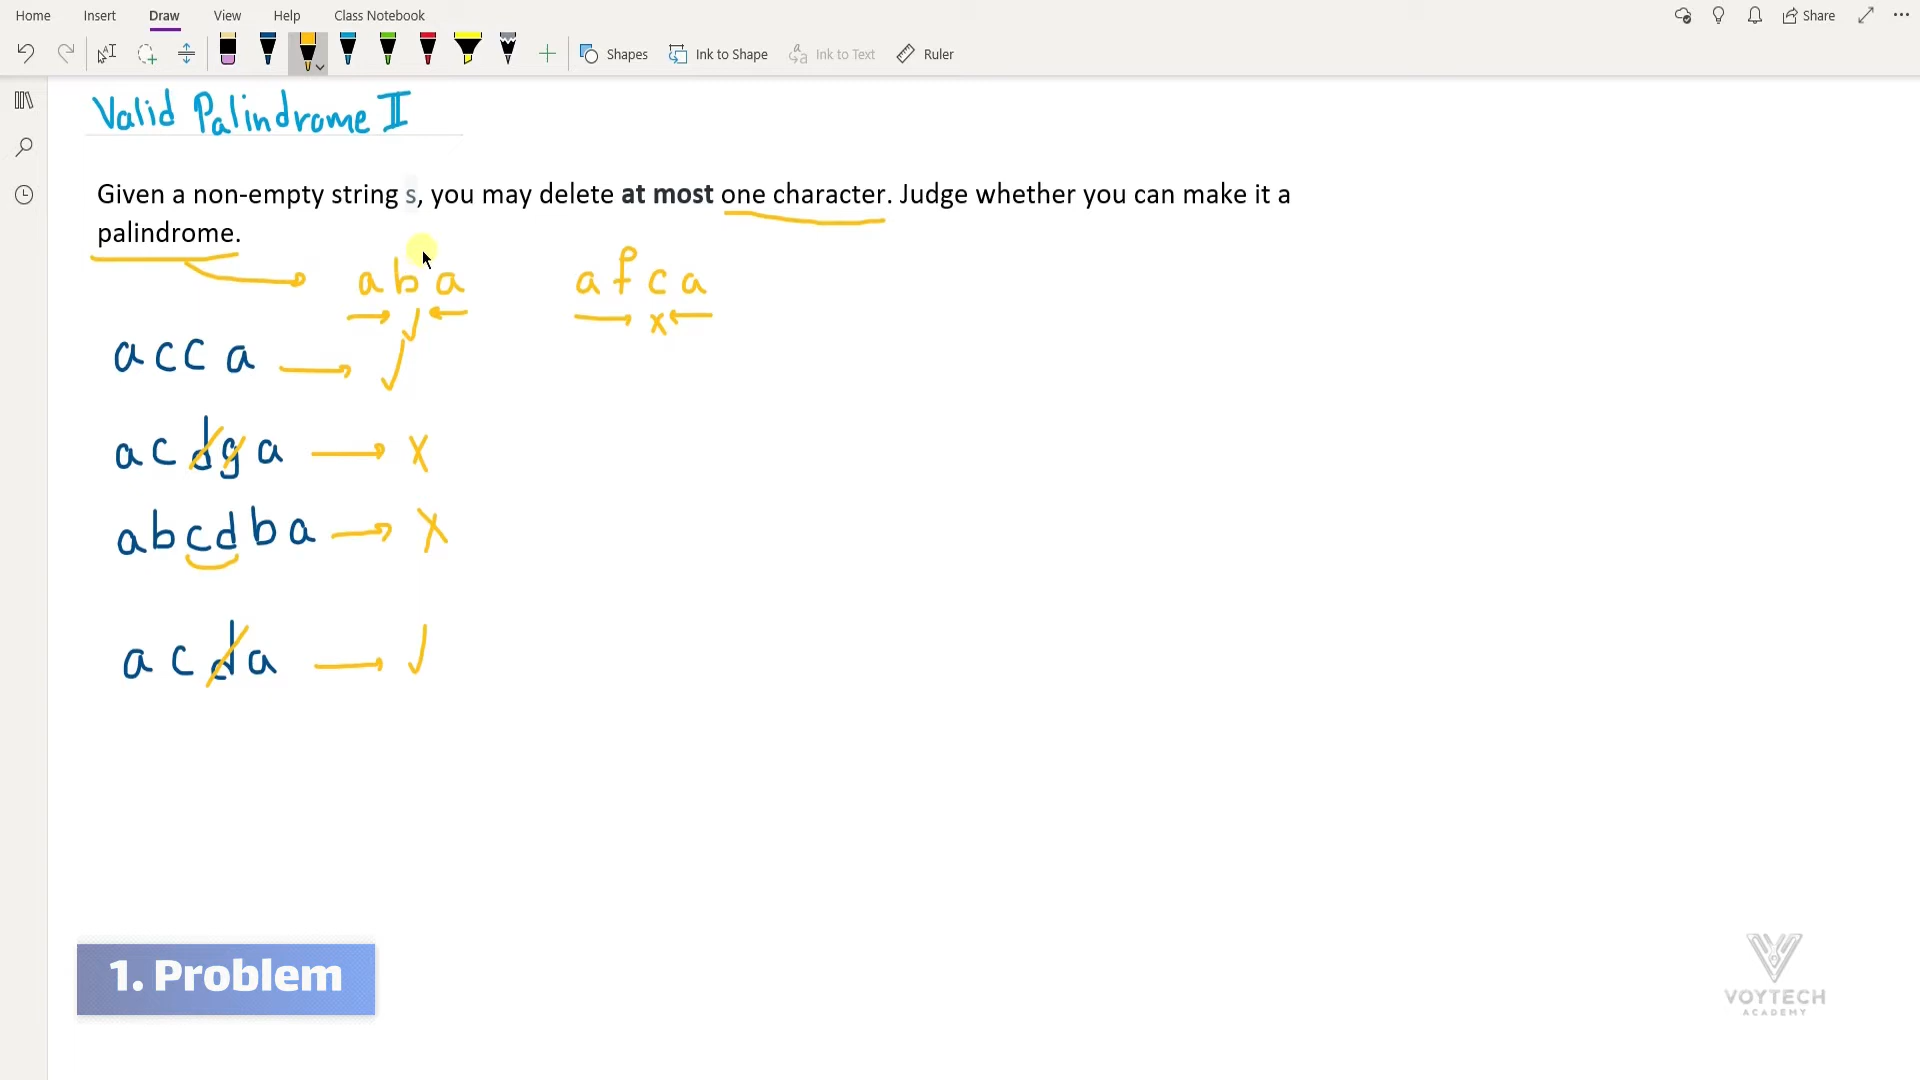 Home Insert Draw View Help Class Notebook Share
Shapes Ink to Shape Ink to Text Ruler
Valid Palindrome II
Given a non-empty string s, you may delete at most one character. Judge whether you can make it a
palindrome.
aba afca
x
acca
acdga x
abcdba x
acda
1. Problem
VOYTECH
ACADEMY